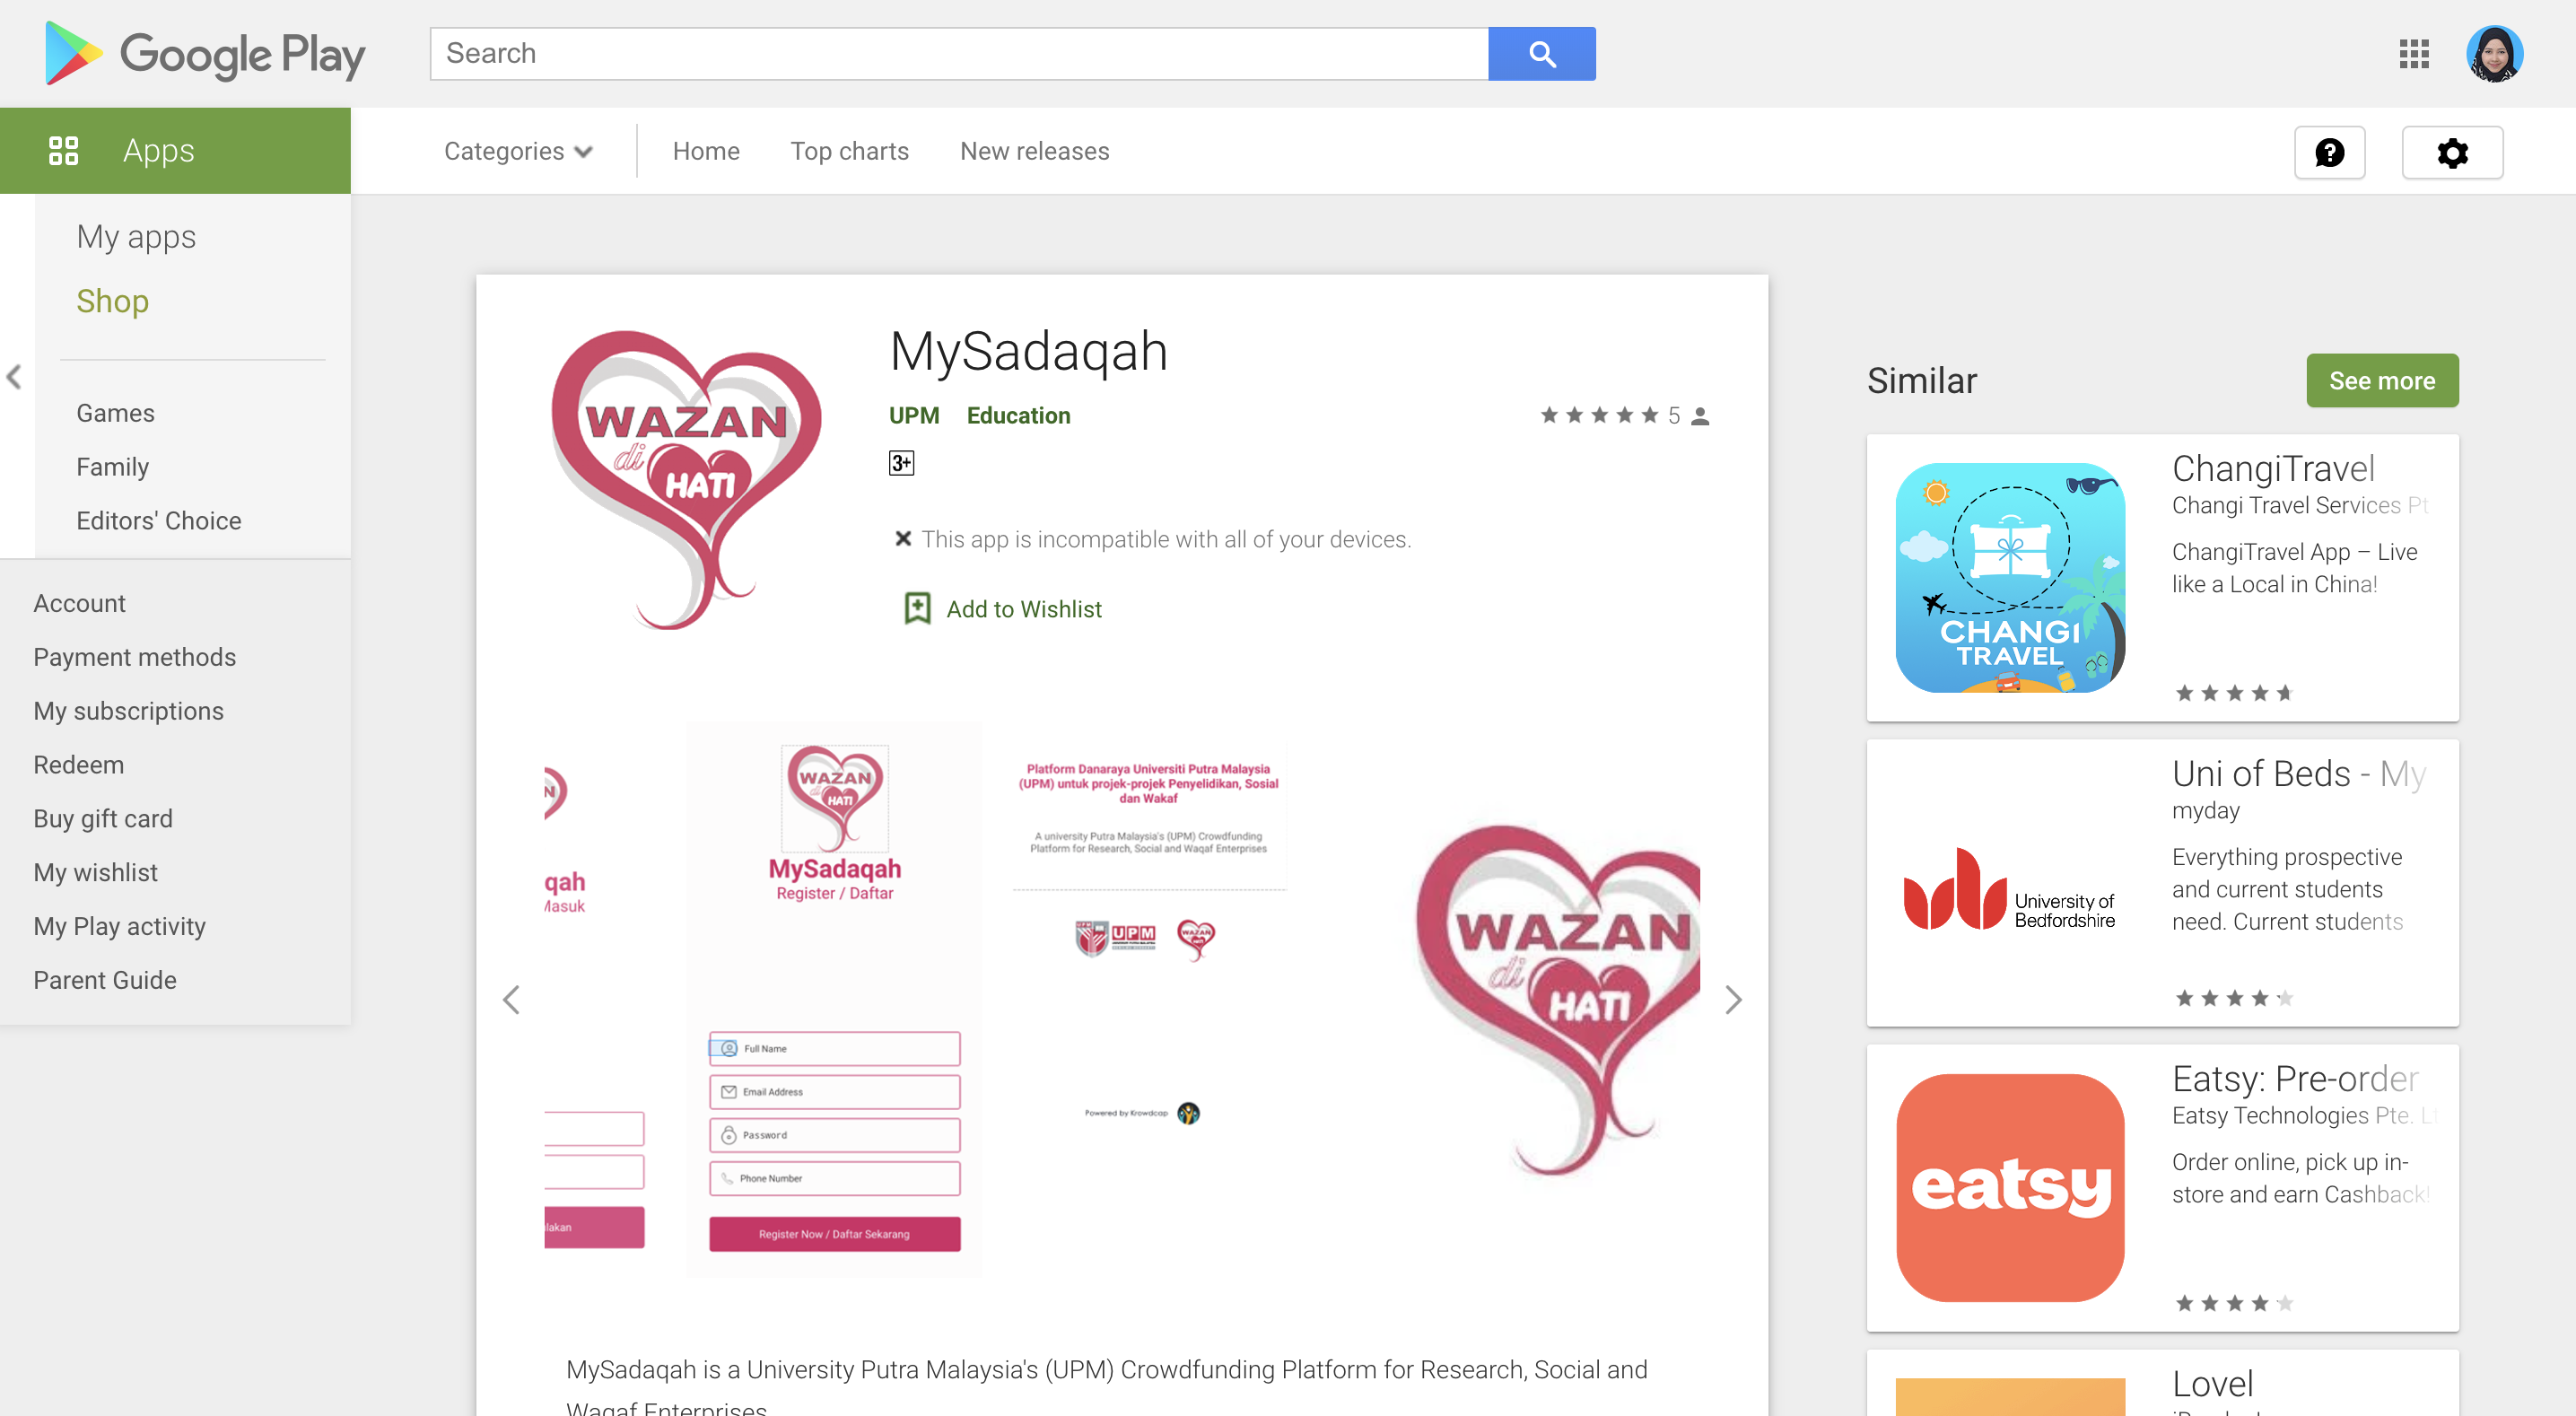 Google Play
Search
Apps
Categories
Home
Top charts
New releases
My apps
Shop
Games
Family
Editors' Choice
Account
Payment methods
My subscriptions
Redeem
Buy gift card
My wishlist
My Play activity
Parent Guide
WAZAN
di
HATI
MySadaqah
UPM Education
5
3+
This app is incompatible with all of your devices.
Add to Wishlist
N
qah
Masuk
lakan
WAZAN
di
HATI
MySadaqah
Register / Daftar
Full Name
Email Address
Password
Phone Number
Register Now / Daftar Sekarang
Platform Danaraya Universiti Putra Malaysia
(UPM) untuk projek-projek Penyelidikan, Sosial
dan Wakaf
A university Putra Malaysia's (UPM) Crowdfunding
Platform for Research, Social and Waqaf Enterprises
UPM
WAZAN
HATI
Powered by Krowdcap
WAZAN
di
HATI
MySadaqah is a University Putra Malaysia's (UPM) Crowdfunding Platform for Research, Social and
Waqaf Enterprises
Similar
See more
CHANGI
TRAVEL
ChangiTravel
Changi Travel Services Pt
ChangiTravel App – Live
like a Local in China!
University of
Bedfordshire
Uni of Beds - My
myday
Everything prospective
and current students
need. Current students
eatsy
Eatsy: Pre-order
Eatsy Technologies Pte. Lt
Order online, pick up in-
store and earn Cashback!
Lovel